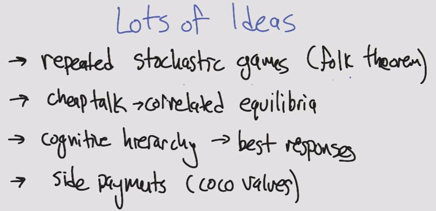 Lots of Ideas
→ repeated stochastic games (folk theorem)
→ cheap talk → correlated equilibria
→ cognitive hierarchy → best responses
→ side payments (coco values)